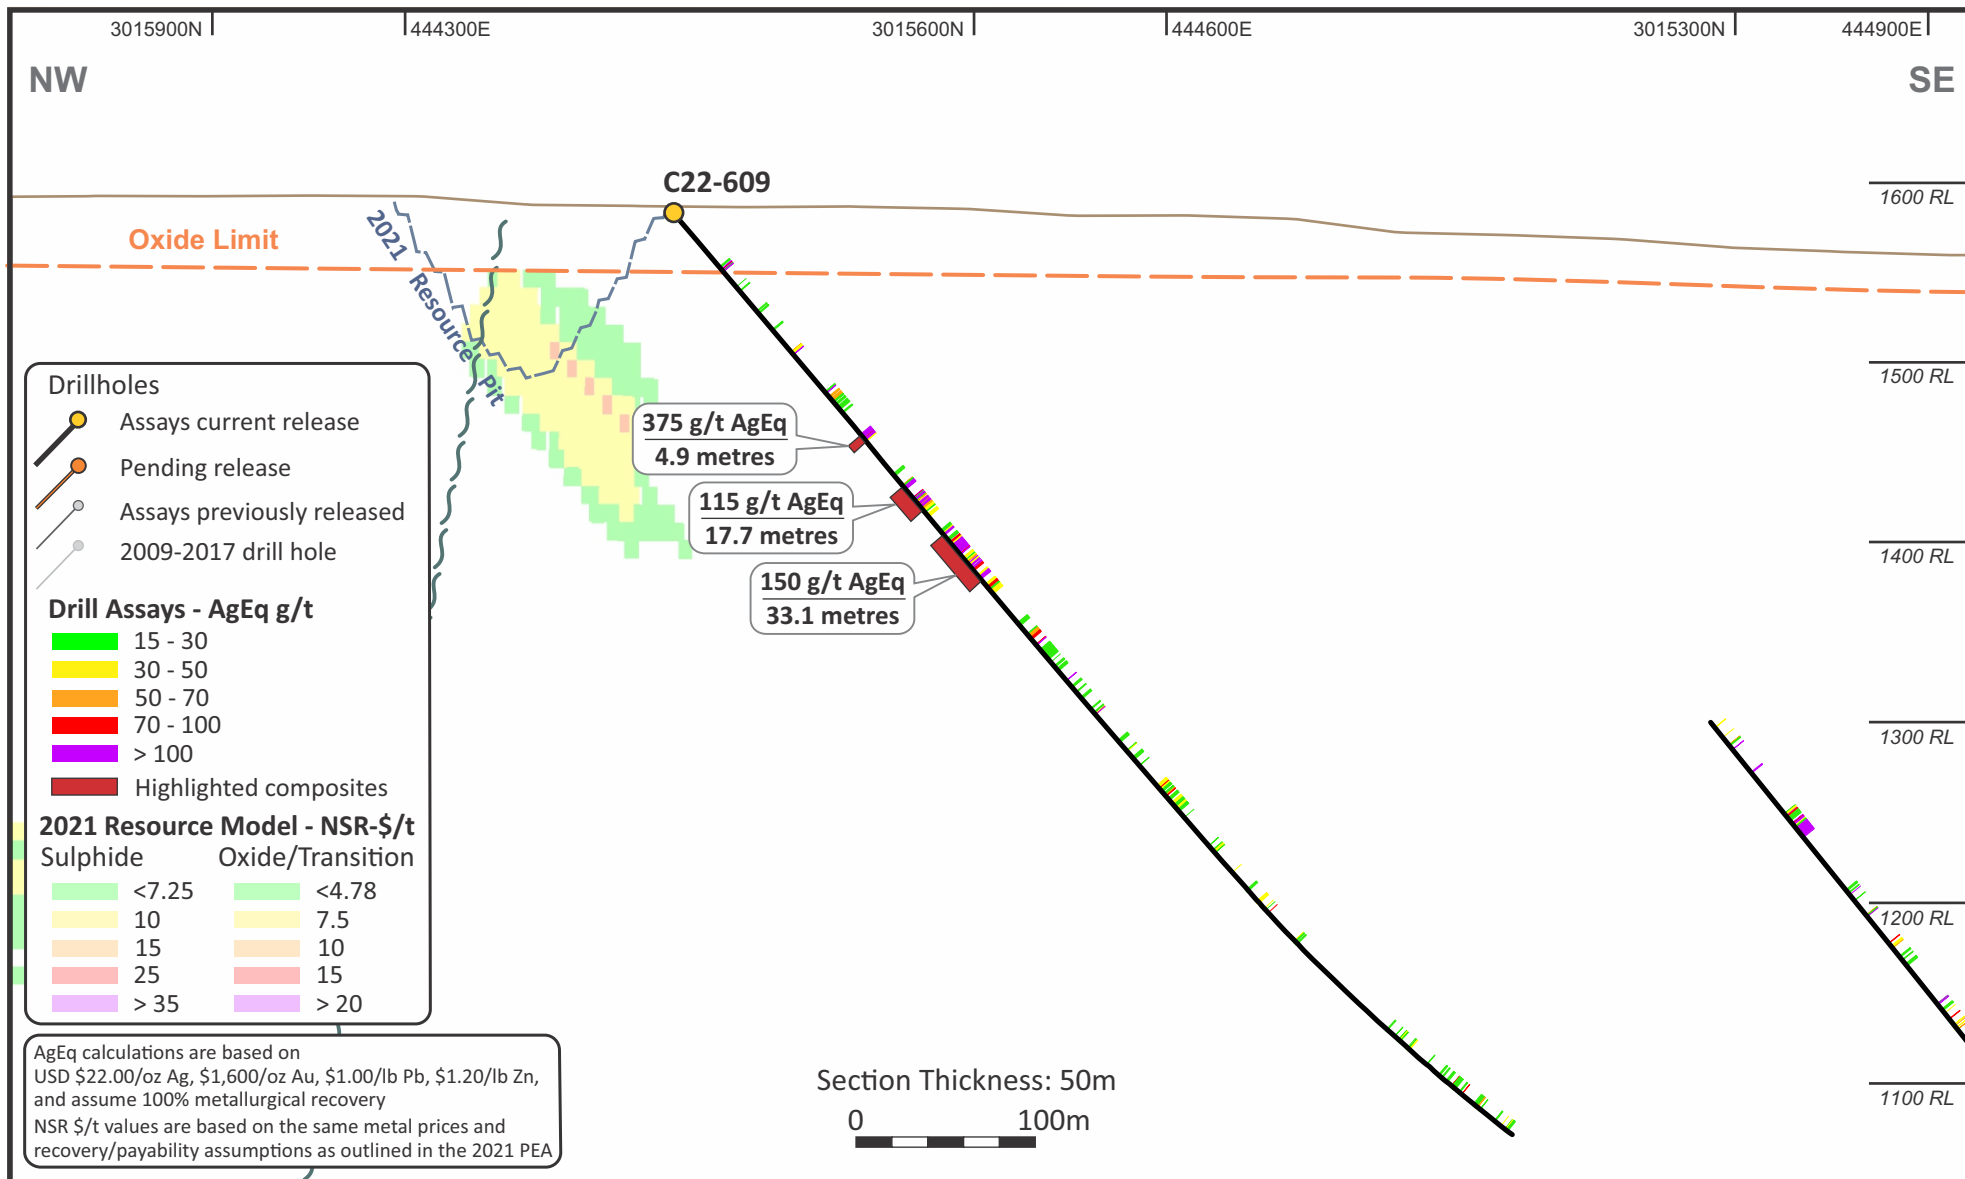 3015900N
444300E
3015600N
444600E
3015300N
444900E
NW
SE
C22-609
1600 RL
2021 Resource Pit
Oxide Limit
1500 RL
375 g/t AgEq
4.9 metres
115 g/t AgEq
17.7 metres
1400 RL
150 g/t AgEq
33.1 metres
1300 RL
1200 RL
1100 RL
Drillholes
Assays current release
Pending release
Assays previously released
2009-2017 drill hole
Drill Assays - AgEq g/t
15 - 30
30 - 50
50 - 70
70 - 100
> 100
Highlighted composites
2021 Resource Model - NSR-$/t
Sulphide Oxide/Transition
<7.25 <4.78
10 7.5
15 10
25 15
> 35 > 20
AgEq calculations are based on
USD $22.00/oz Ag, $1,600/oz Au, $1.00/lb Pb, $1.20/lb Zn,
and assume 100% metallurgical recovery
NSR $/t values are based on the same metal prices and
recovery/payability assumptions as outlined in the 2021 PEA
Section Thickness: 50m
0 100m